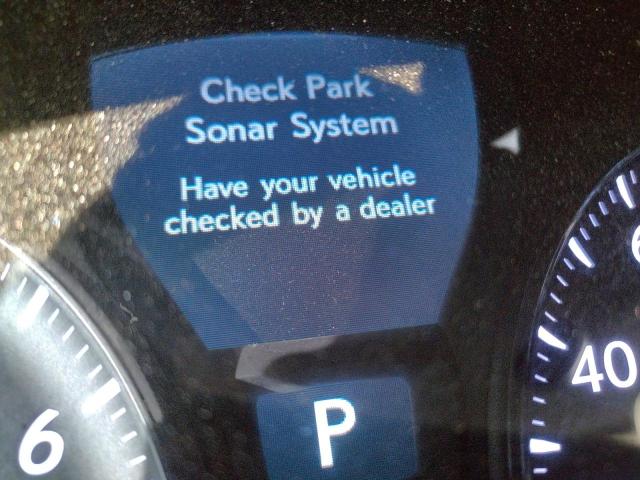 Check Park
Sonar System
Have your vehicle
checked by a dealer
P
6
40